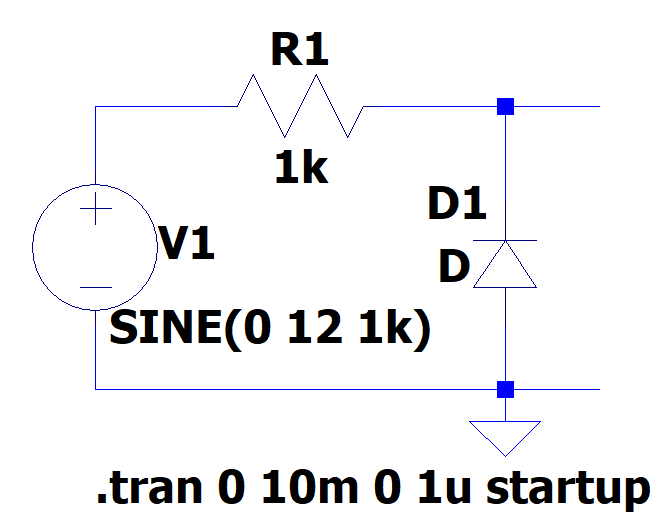 R1
1k
D1
V1
D
SINE(0 12 1k)
.tran 0 10m 0 1u startup